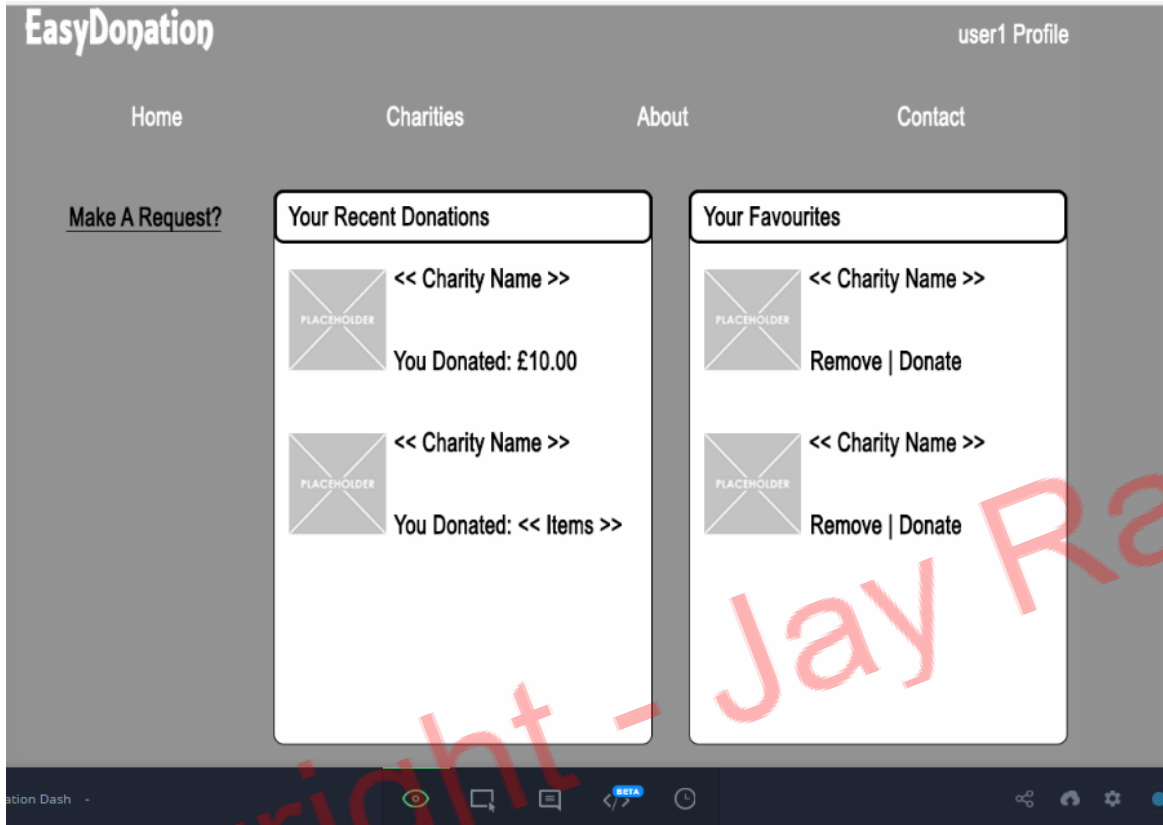 EasyDonation
user1 Profile
Home Charities About Contact
Make A Request?
Your Recent Donations
<< Charity Name >>
PLACEHOLDER
You Donated: £10.00
<< Charity Name >>
PLACEHOLDER
You Donated: << Items >>
Your Favourites
<< Charity Name >>
PLACEHOLDER
Remove | Donate
<< Charity Name >>
PLACEHOLDER
Remove | Donate
right - Jay Ra
ation Dash -
BETA